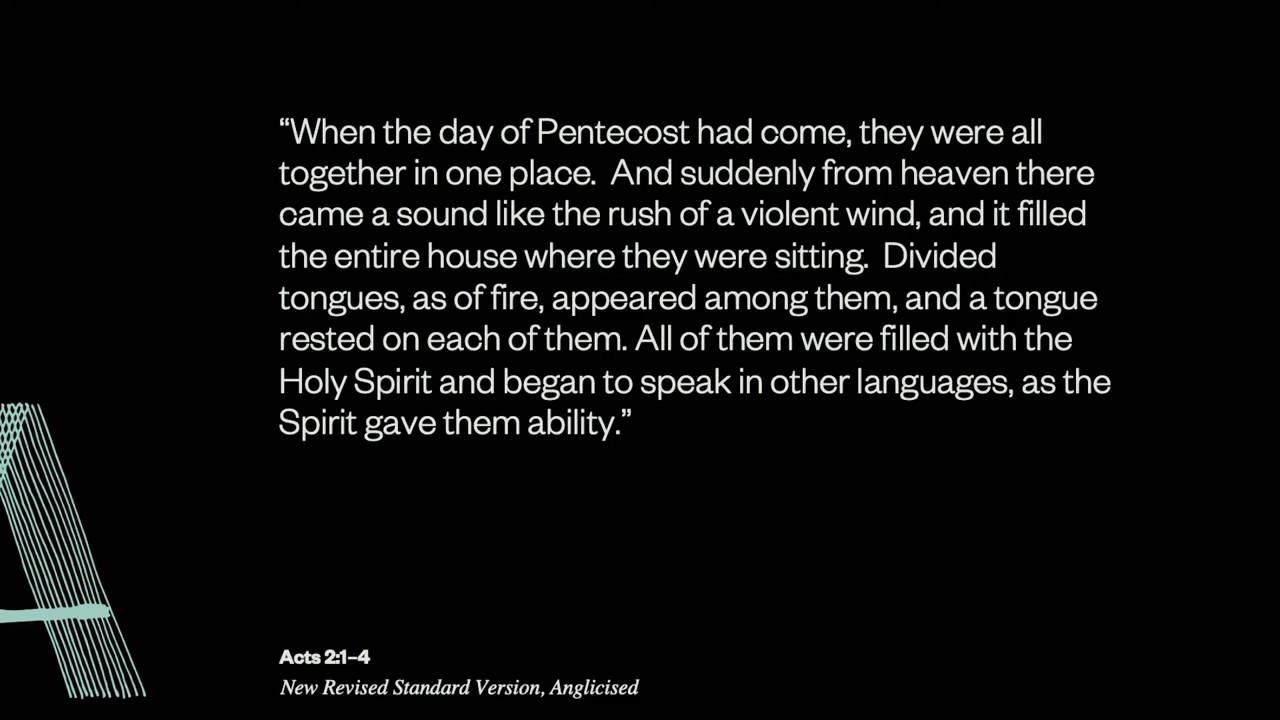 “When the day of Pentecost had come, they were all
together in one place.  And suddenly from heaven there
came a sound like the rush of a violent wind, and it filled
the entire house where they were sitting.  Divided
tongues, as of fire, appeared among them, and a tongue
rested on each of them. All of them were filled with the
Holy Spirit and began to speak in other languages, as the
Spirit gave them ability.”
Acts 2:1–4
New Revised Standard Version, Anglicised